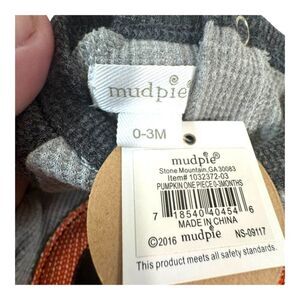 mudpie
0-3M
mudpie
Stone Mountain, GA 30083
Item# 1032372-03
PUMPKIN ONE PIECE 0-3MONTHS
7 18540 40454 6
MADE IN CHINA
©2016 mudpie NS-09117
This product meets all safety standards.